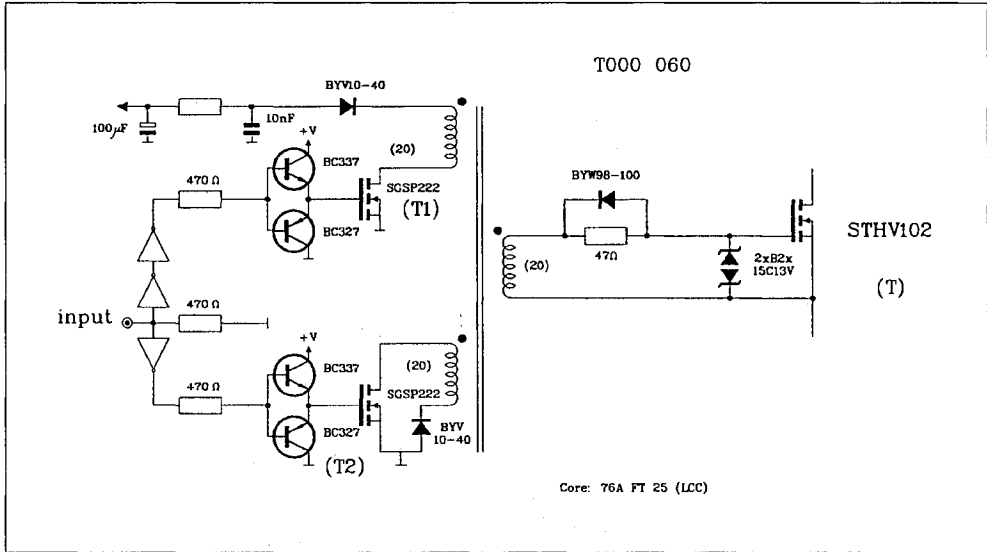 T000 060
BYV10-40
100µF
10nF
+V
(20)
BC337
470 Ω
SGSP222
(T1)
BC327
BYW98-100
STHV102
47Ω
(20)
2xB2x
15C13V
(T)
470 Ω
input
+V
BC337
(20)
470 Ω
SGSP222
BC327
BYV
10-40
(T2)
Core: 76A FT 25 (LCC)